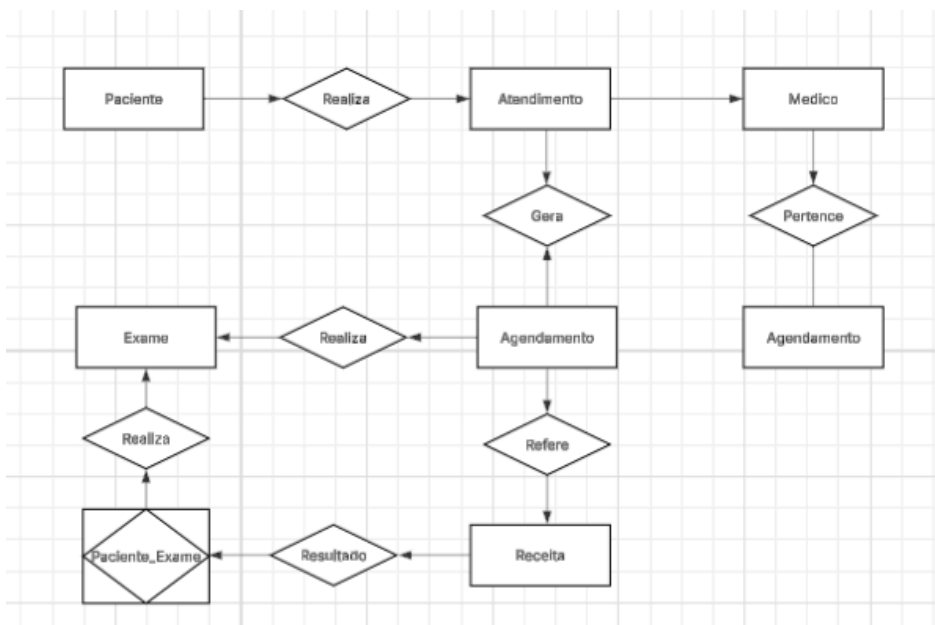 Paciente
Realiza
Atendimento
Medico
Gera
Pertence
Exame
Realiza
Agendamento
Agendamento
Realiza
Refere
Paciente_Exame
Resultado
Receita